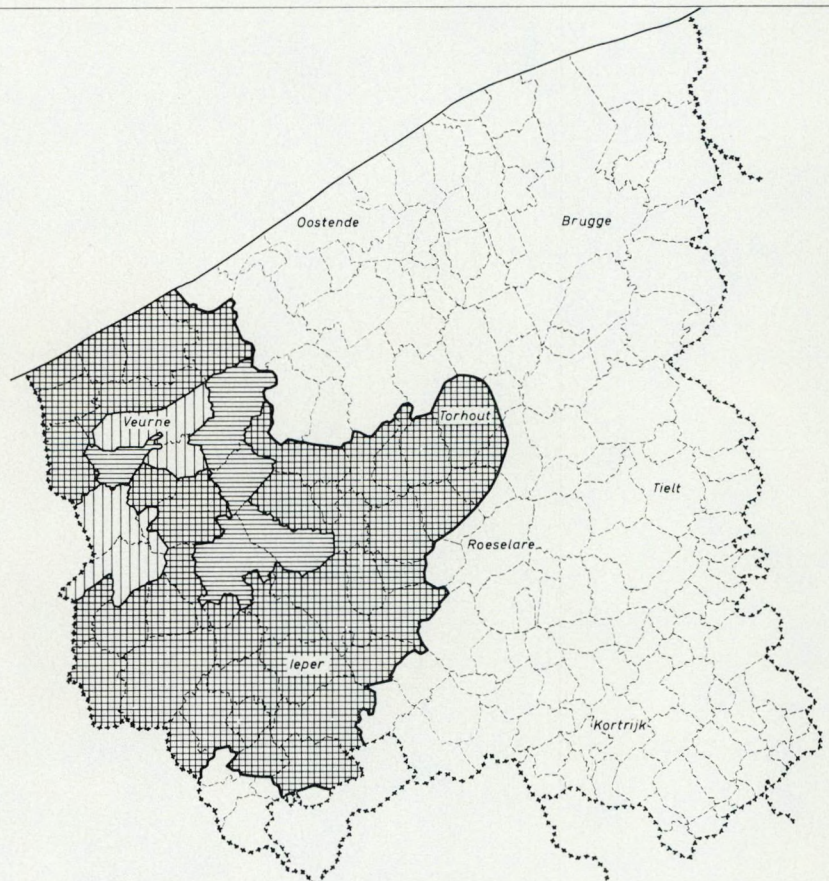 Oostende
Brugge
Veurne
Torhout
Tielt
Roeselare
Ieper
Kortrijk